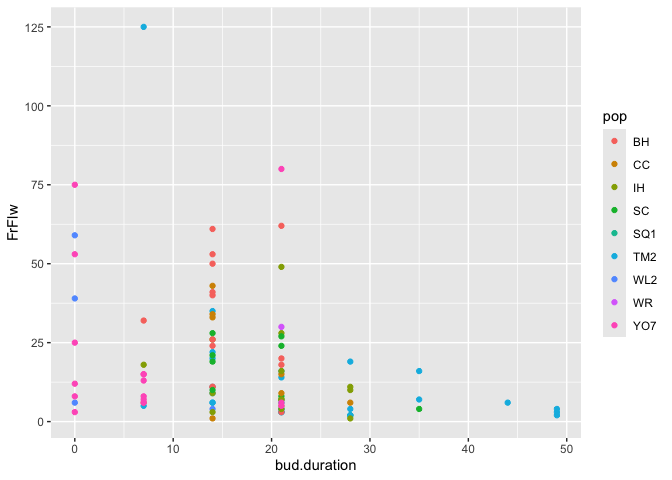 125
100
75
50
25
0
FrFlw
0 10 20 30 40 50
bud.duration
pop
BH
CC
IH
SC
SQ1
TM2
WL2
WR
YO7